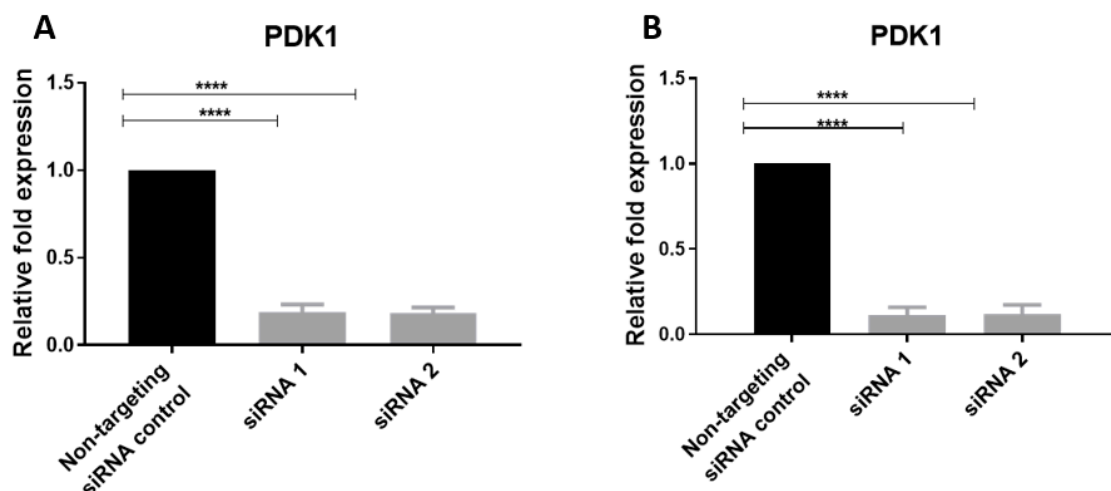 A
PDK1
Relative fold expression
1.5
1.0
0.5
0.0
****
****
Non-targeting
siRNA control
siRNA 1
siRNA 2
B
PDK1
Relative fold expression
1.5
1.0
0.5
0.0
****
****
Non-targeting
siRNA control
siRNA 1
siRNA 2